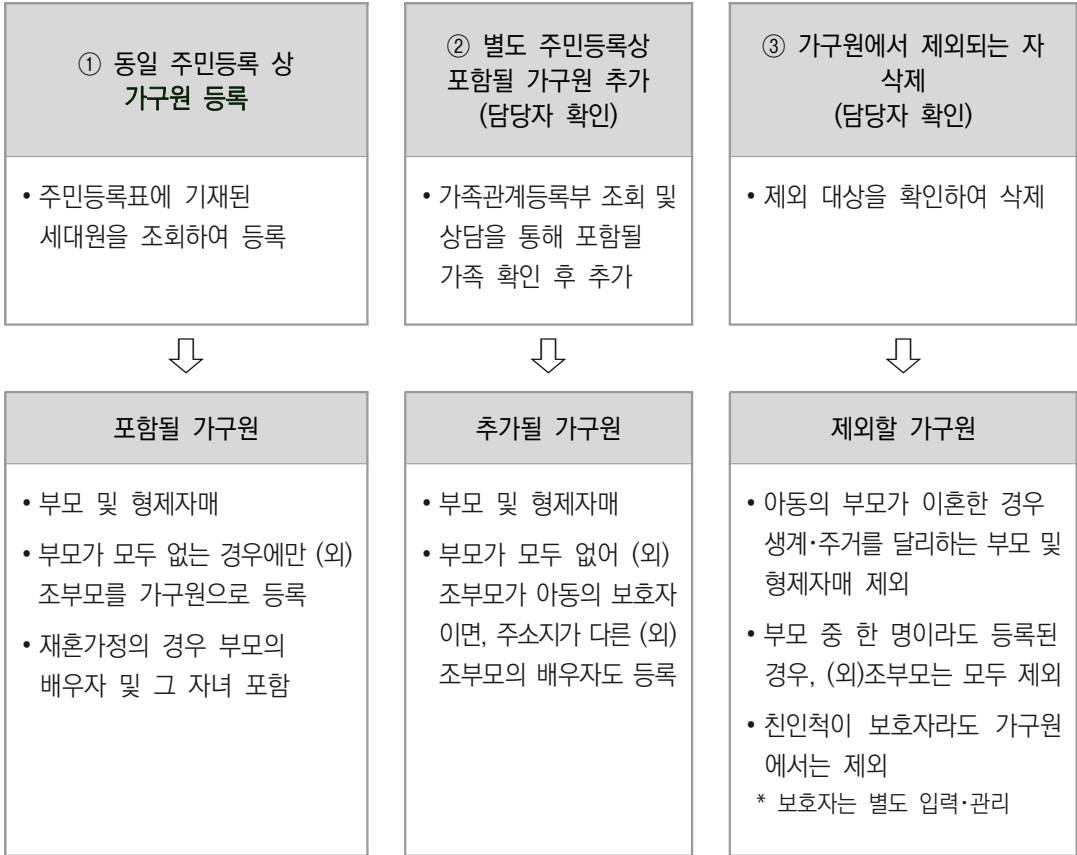 ① 동일 주민등록 상
가구원 등록
• 주민등록표에 기재된
세대원을 조회하여 등록
포함될 가구원
• 부모 및 형제자매
• 부모가 모두 없는 경우에만 (외)
조부모를 가구원으로 등록
• 재혼가정의 경우 부모의
배우자 및 그 자녀 포함
② 별도 주민등록상
포함될 가구원 추가
(담당자 확인)
• 가족관계등록부 조회 및
상담을 통해 포함될
가족 확인 후 추가
추가될 가구원
• 부모 및 형제자매
• 부모가 모두 없어 (외)
조부모가 아동의 보호자
이면, 주소지가 다른 (외)
조부모의 배우자도 등록
③ 가구원에서 제외되는 자
삭제
(담당자 확인)
• 제외 대상을 확인하여 삭제
제외할 가구원
• 아동의 부모가 이혼한 경우
생계·주거를 달리하는 부모 및
형제자매 제외
• 부모 중 한 명이라도 등록된
경우, (외)조부모는 모두 제외
• 친인척이 보호자라도 가구원
에서는 제외
* 보호자는 별도 입력·관리